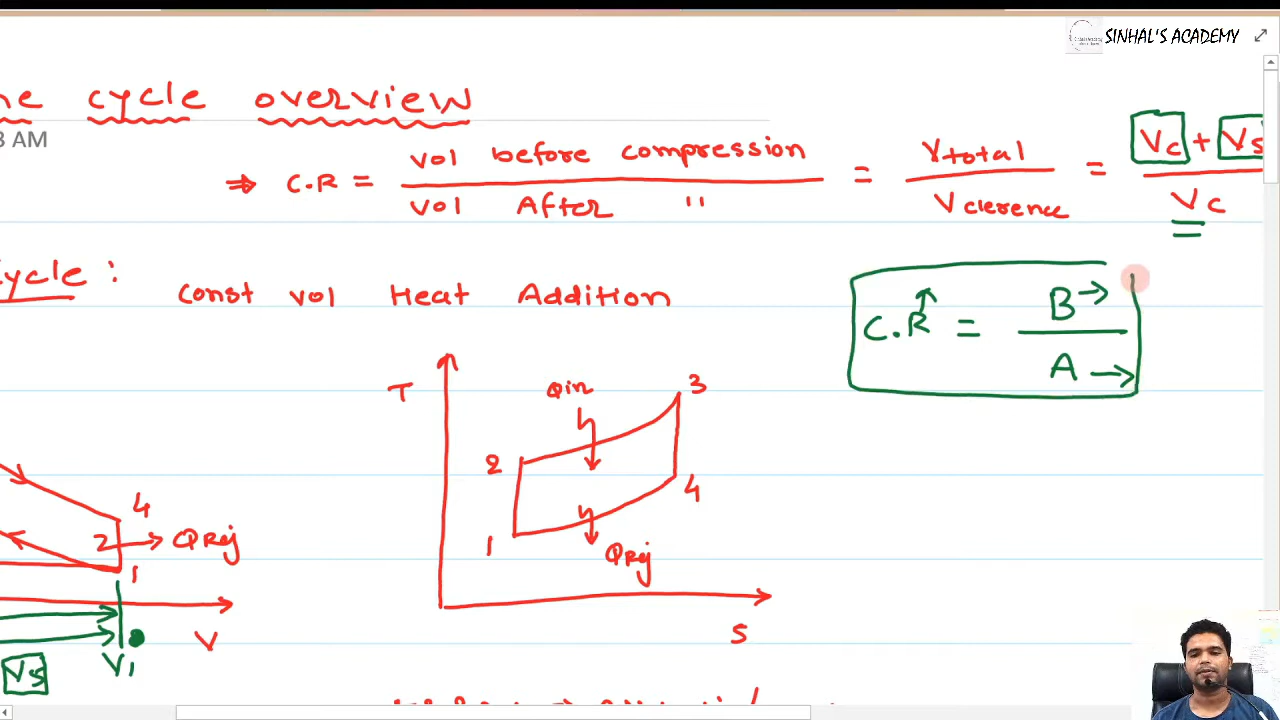 SINHAL'S ACADEMY
ne cycle overview
3 AM
⇒ C.R = vol before compression / vol After " = Vtotal / Vclerence = Vc + Vs / Vc
cycle : const vol Heat Addition
C.R↑ = B→ / A→
T
Qin
3
2
4
1
QRej
S
4
2 → QRej
1
V
Vs
V1